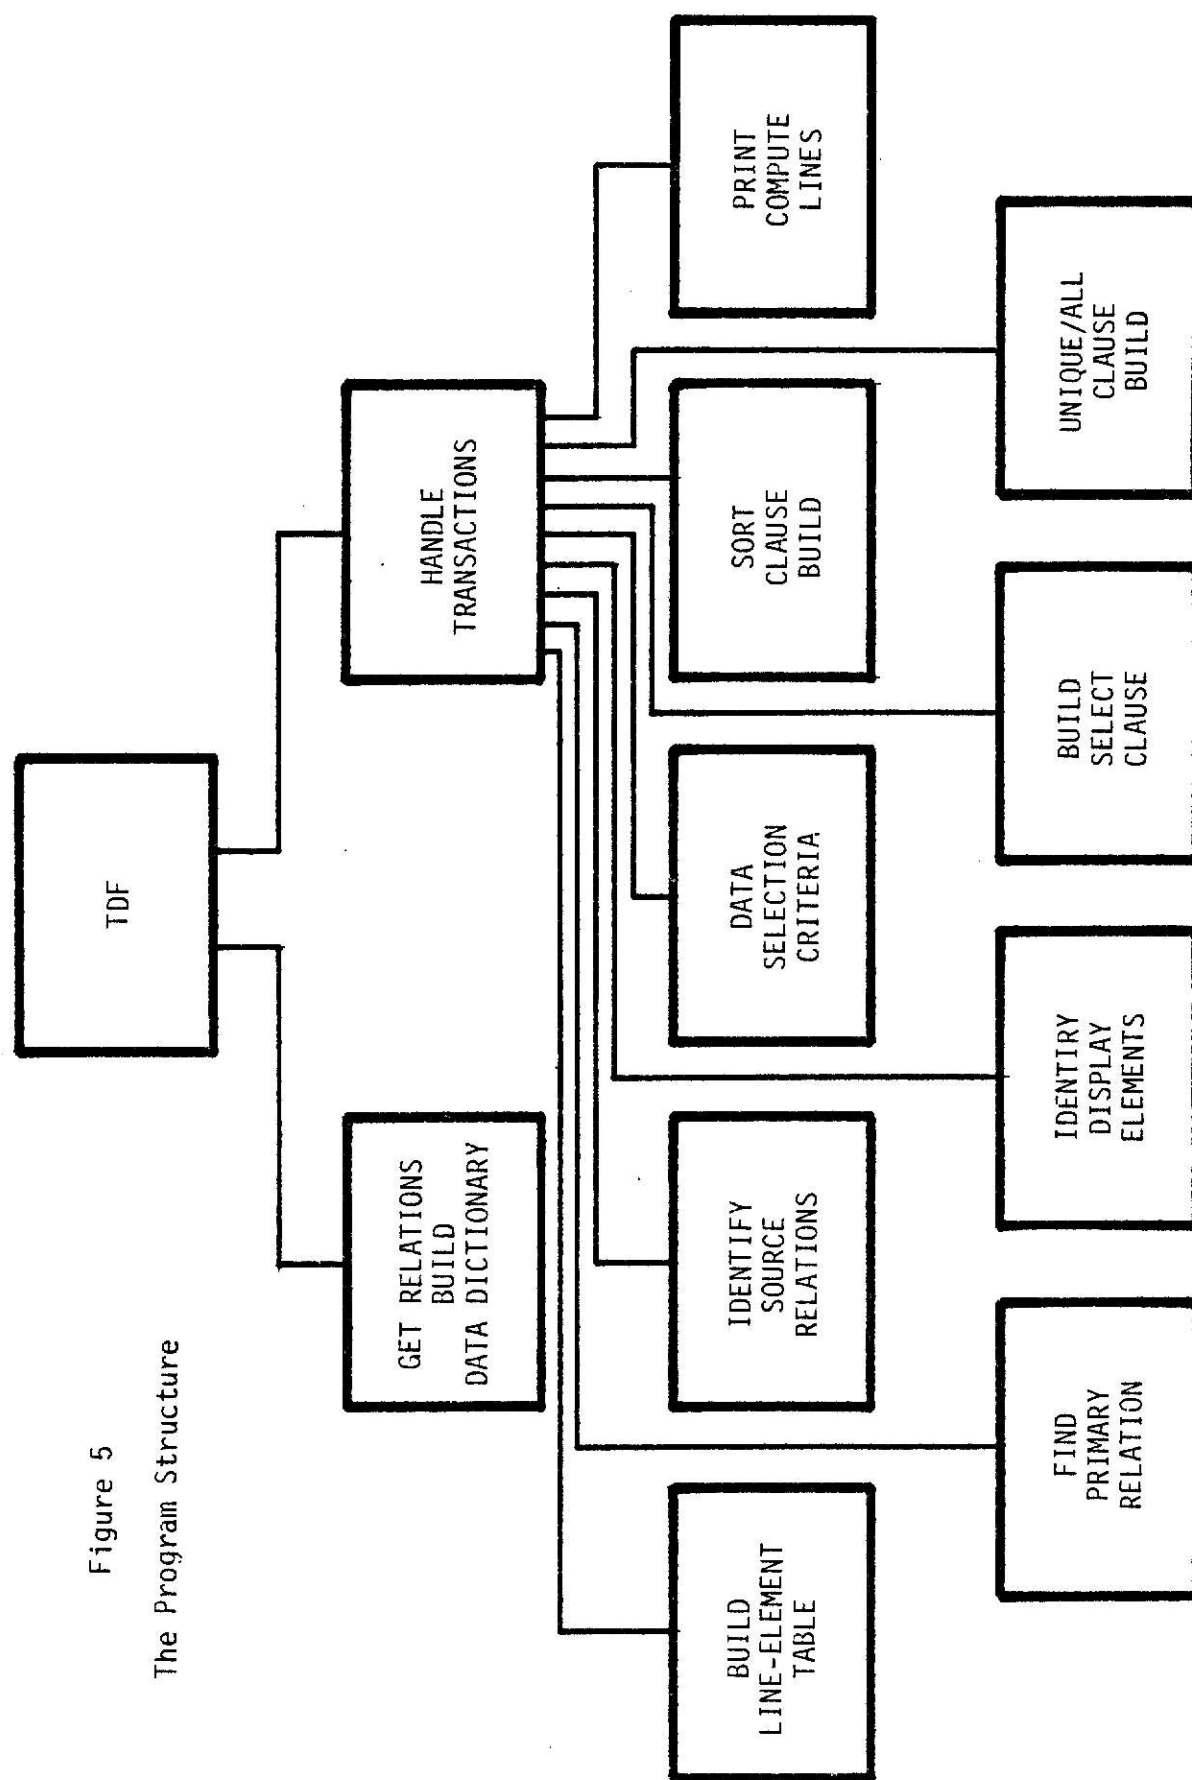 Figure 5
The Program Structure
TDF
GET RELATIONS
BUILD
DATA DICTIONARY
HANDLE
TRANSACTIONS
BUILD
LINE-ELEMENT
TABLE
IDENTIFY
SOURCE
RELATIONS
DATA
SELECTION
CRITERIA
SORT
CLAUSE
BUILD
PRINT
COMPUTE
LINES
FIND
PRIMARY
RELATION
IDENTIRY
DISPLAY
ELEMENTS
BUILD
SELECT
CLAUSE
UNIQUE/ALL
CLAUSE
BUILD